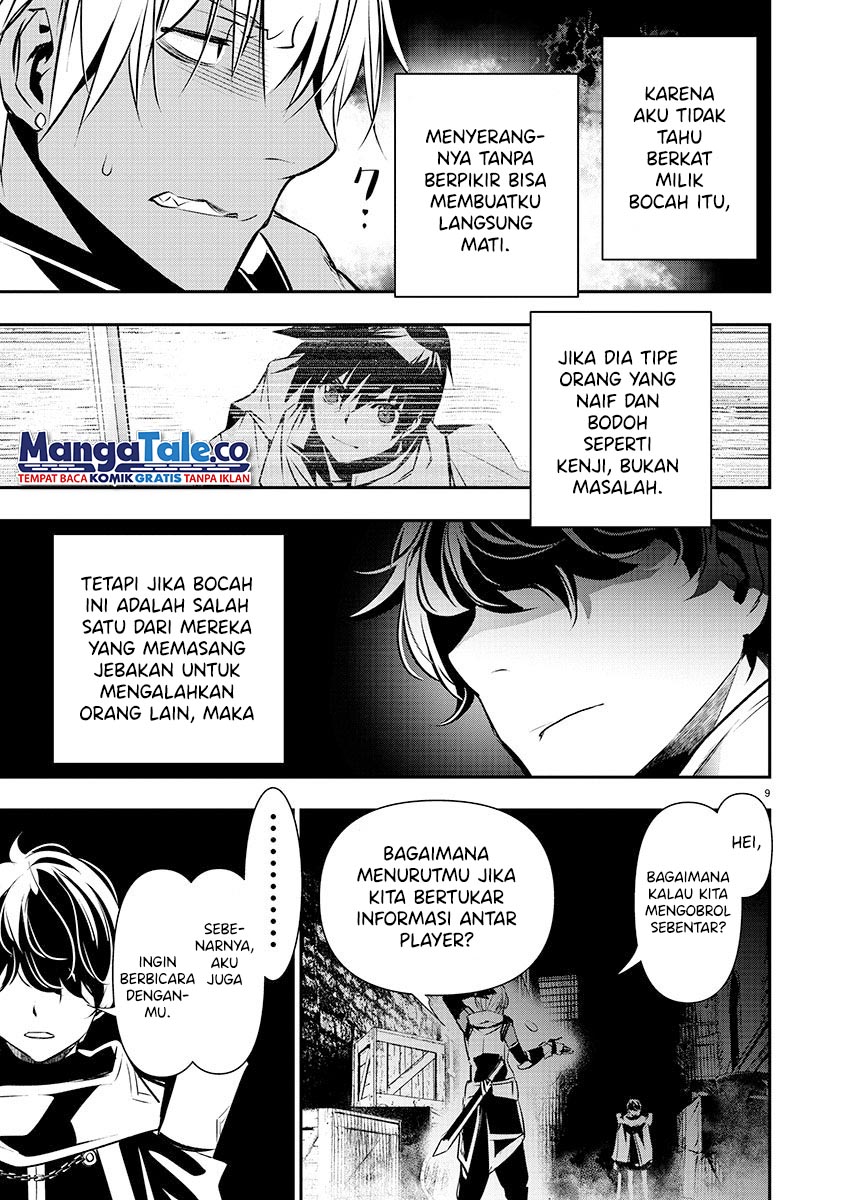 KARENA
AKU TIDAK
TAHU
BERKAT
MILIK
BOCAH ITU,
MENYERANG-
NYA TANPA
BERPIKIR BISA
MEMBUATKU
LANGSUNG
MATI.
ク...
JIKA DIA TIPE
ORANG YANG
NAIF DAN
BODOH
SEPERTI
KENJI, BUKAN
MASALAH.
MangaTale.co
TEMPAT BACA KOMIK GRATIS TANPA IKLAN
TETAPI JIKA BOCAH
INI ADALAH SALAH
SATU DARI MEREKA
YANG MEMASANG
JEBAKAN UNTUK
MENGALAHKAN
ORANG LAIN, MAKA
9
HEI,
BAGAIMANA
KALAU KITA
MENGOBROL
SEBENTAR?
BAGAIMANA
MENURUTMU JIKA
KITA BERTUKAR
INFORMASI ANTAR
PLAYER?
..........
SEBE-
NARNYA,
AKU
JUGA
INGIN
BERBICARA
DENGAN-
MU.